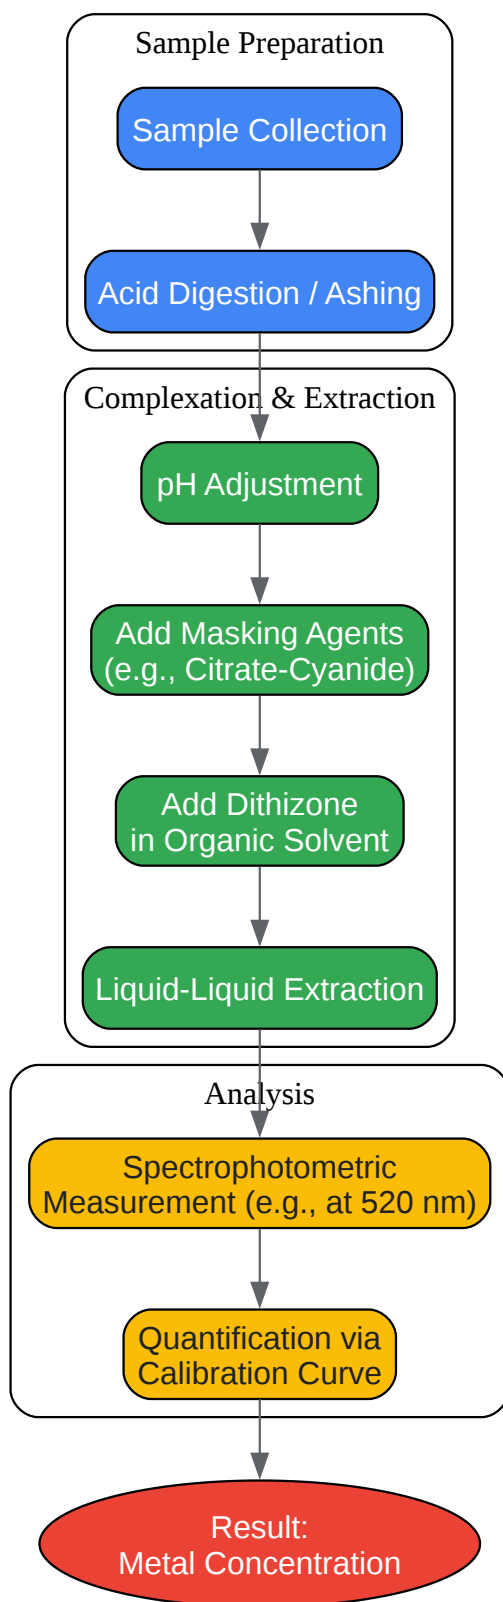 Sample Preparation
Sample Collection
Acid Digestion / Ashing
Complexation & Extraction
pH Adjustment
Add Masking Agents
(e.g., Citrate-Cyanide)
Add Dithizone
in Organic Solvent
Liquid-Liquid Extraction
Analysis
Spectrophotometric
Measurement (e.g., at 520 nm)
Quantification via
Calibration Curve
Result:
Metal Concentration